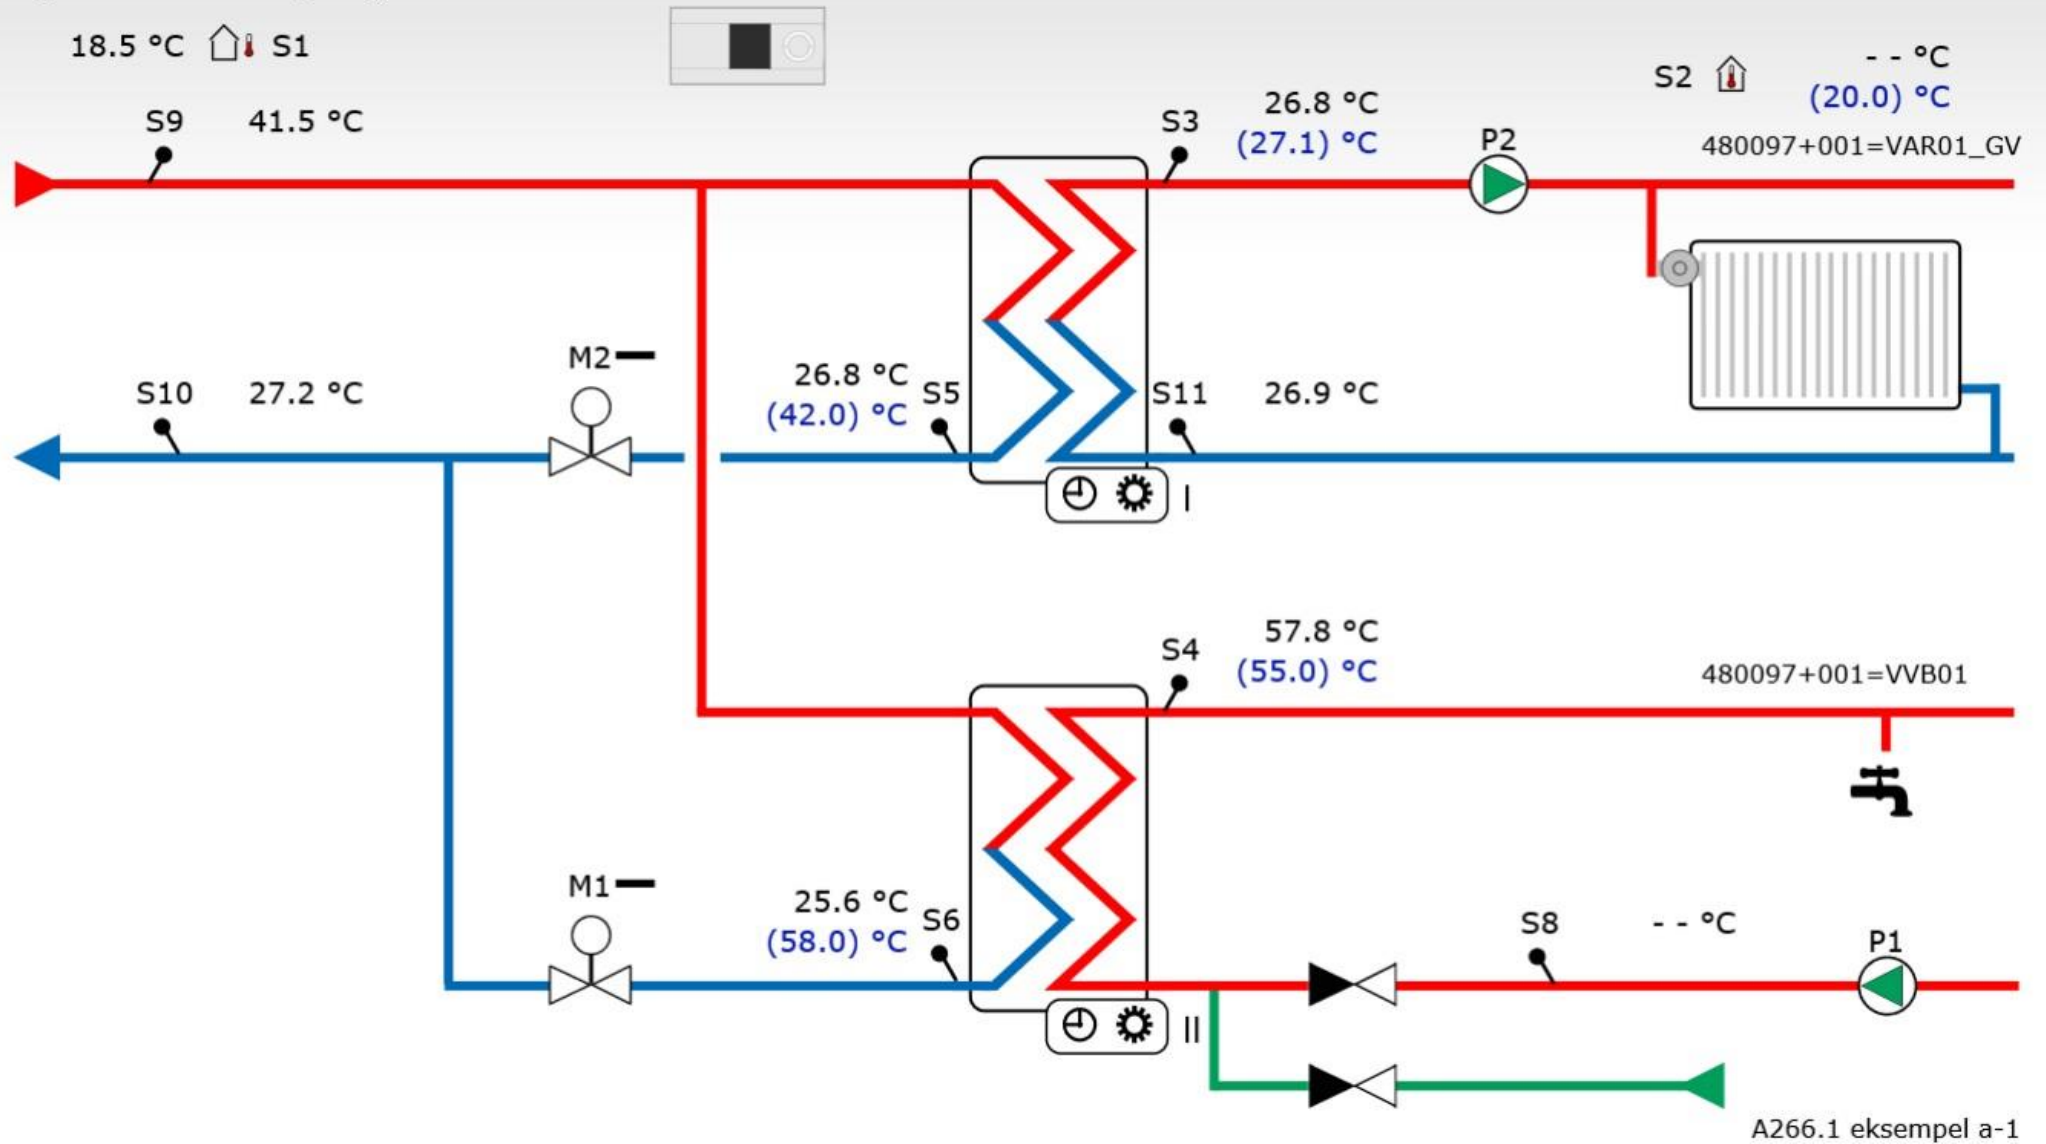 18.5 °C S1
S9 41.5 °C
S3 26.8 °C
(27.1) °C
P2
S2 - - °C
(20.0) °C
480097+001=VAR01_GV
M2
S10 27.2 °C
26.8 °C S5
(42.0) °C
S11 26.9 °C
I
S4 57.8 °C
(55.0) °C
480097+001=VVB01
M1
25.6 °C S6
(58.0) °C
S8 - - °C
P1
II
A266.1 eksempel a-1